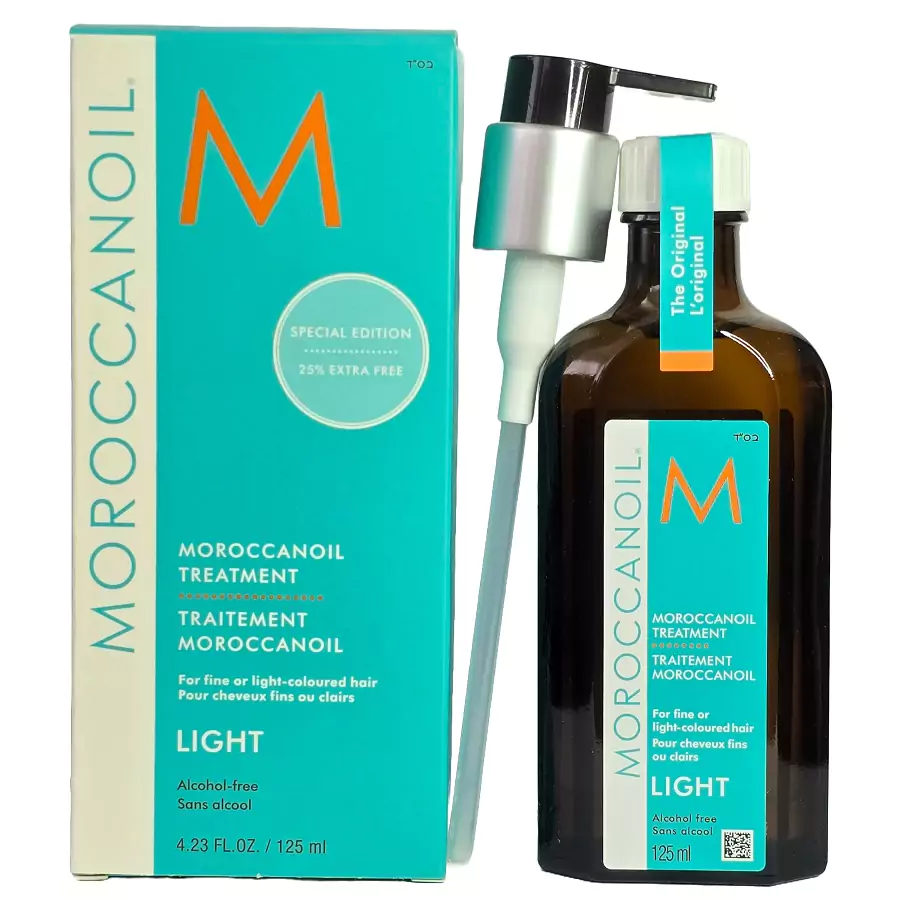 MOROCCANOIL®
בס"ד
M
SPECIAL EDITION
25% EXTRA FREE
MOROCCANOIL
TREATMENT
TRAITEMENT
MOROCCANOIL
For fine or light-coloured hair
Pour cheveux fins ou clairs
LIGHT
Alcohol-free
Sans alcool
4.23 FL.OZ. / 125 ml
The Original
L'original
MOROCCANOIL®
בס"ד
M
MOROCCANOIL
TREATMENT
TRAITEMENT
MOROCCANOIL
For fine or
light-coloured hair
Pour cheveux fins
ou clairs
LIGHT
Alcohol free
Sans alcool
125 ml